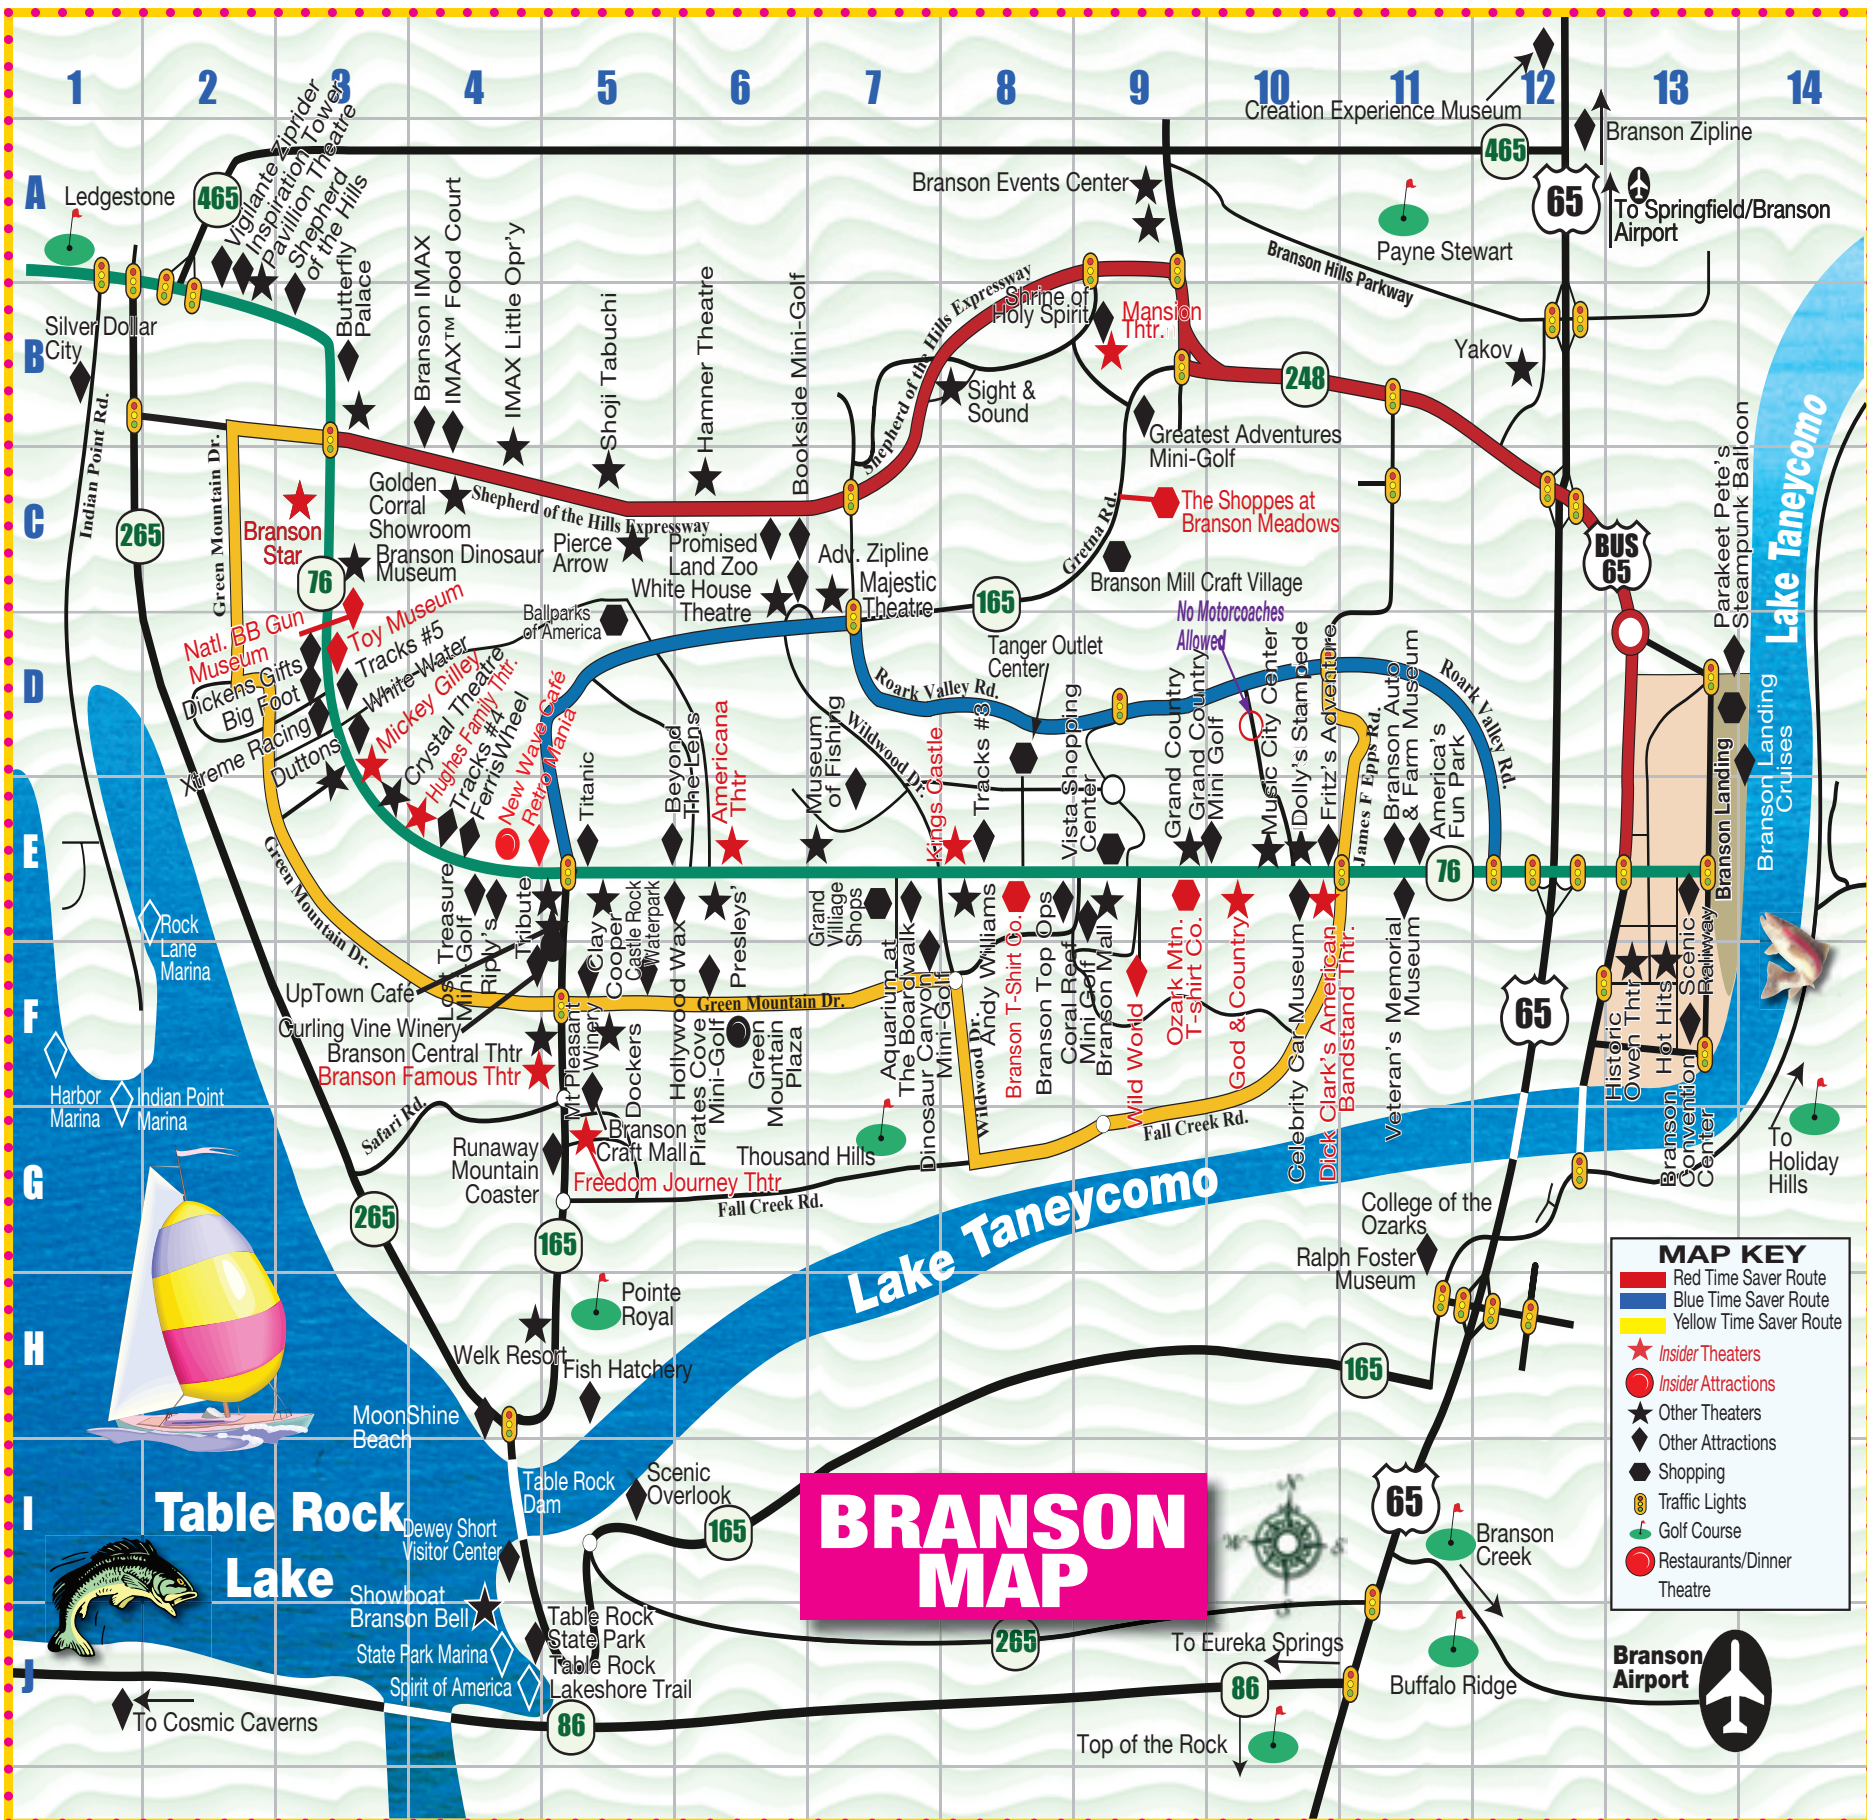 1 2 3 4 5 6 7 8 9 10 11 12 13 14
A
B
C
D
E
F
G
H
I
J
Creation Experience Museum
Branson Zipline
465
465
65
To Springfield/Branson
Airport
Ledgestone
Vigilante Ziprider
Inspiration Tower
Pavillion Theatre
Shepherd
of the Hills
Butterfly
Palace
Branson IMAX
IMAX™ Food Court
IMAX Little Opr'y
Shoji Tabuchi
Hamner Theatre
Bookside Mini-Golf
Branson Events Center
Payne Stewart
Branson Hills Parkway
Shepherd of the Hills Expressway
Shrine of
Holy Spirit
Mansion
Thtr.
Silver Dollar
City
Yakov
248
Sight &
Sound
Greatest Adventures
Mini-Golf
Indian Point Rd.
Green Mountain Dr.
265
Golden
Corral
Showroom
Shepherd of the Hills Expressway
Branson
Star
76
Branson Dinosaur
Museum
Pierce
Arrow
Promised
Land Zoo
White House
Theatre
Adv. Zipline
Majestic
Theatre
165
Gretna Rd.
The Shoppes at
Branson Meadows
Branson Mill Craft Village
No Motorcoaches
Allowed
BUS
65
Parakeet Pete's
Steampunk Balloon
Lake Taneycomo
Natl. BB Gun
Museum
Toy Museum
Dickens Gifts
Big Foot
Xtreme Racing
Duttons
Tracks #5
White Water
Mickey Gilley
Crystal Theatre
Hughes Family Thtr.
Tracks #4
Ferris Wheel
New Wave Café
Retro Mania
Ballparks
of America
Titanic
Beyond
The Lens
Americana
Thtr
Museum
of Fishing
Wildwood Dr.
Roark Valley Rd.
Kings Castle
Tracks #3
Tanger Outlet
Center
Vista Shopping
Center
Grand Country
Grand Country
Mini Golf
Music City Center
Dolly's Stampede
Fritz's Adventure
James F Epps Rd.
Branson Auto
& Farm Museum
America's
Fun Park
Roark Valley Rd.
76
Branson Landing
Branson Landing
Cruises
Rock
Lane
Marina
Green Mountain Dr.
Lost Treasure
Mini-Golf
Riply's
Tribute
Clay
Cooper
Castle Rock
Waterpark
Hollywood Wax
Presleys'
Grand
Villiage
Shops
Aquarium at
The Boardwalk
Dinosaur Canyon
Mini-Golf
Andy Williams
Branson T-Shirt Co.
Branson Top Ops
Coral Reef
Mini Golf
Branson Mall
Wild World
Ozark Mtn.
T-shirt Co.
God & Country
Celebrity Car Museum
Dick Clark's American
Bandstand Thtr.
Veteran's Memorial
Museum
65
Historic
Owen Thtr
Hot Hits
Scenic
Railway
Branson
Convention
Center
UpTown Café
Curling Vine Winery
Branson Central Thtr
Branson Famous Thtr
Mt Pleasant
Winery
Dockers
Pirates Cove
Mini-Golf
Green
Mountain
Plaza
Green Mountain Dr.
Wildwood Dr.
Harbor
Marina
Indian Point
Marina
Safari Rd.
Runaway
Mountain
Coaster
Branson
Craft Mall
Freedom Journey Thtr
Thousand Hills
Fall Creek Rd.
Fall Creek Rd.
To
Holiday
Hills
265
165
Lake Taneycomo
College of the
Ozarks
Ralph Foster
Museum
Pointe
Royal
Welk Resort
Fish Hatchery
165
MoonShine
Beach
Table Rock
Dam
Scenic
Overlook
165
65
Table Rock
Lake
Dewey Short
Visitor Center
Showboat
Branson Bell
State Park Marina
Spirit of America
Table Rock
State Park
Table Rock
Lakeshore Trail
BRANSON
MAP
N
S
265
To Eureka Springs
86
86
To Cosmic Caverns
Top of the Rock
Branson
Creek
Buffalo Ridge
Branson
Airport
MAP KEY
Red Time Saver Route
Blue Time Saver Route
Yellow Time Saver Route
Insider Theaters
Insider Attractions
Other Theaters
Other Attractions
Shopping
Traffic Lights
Golf Course
Restaurants/Dinner
Theatre